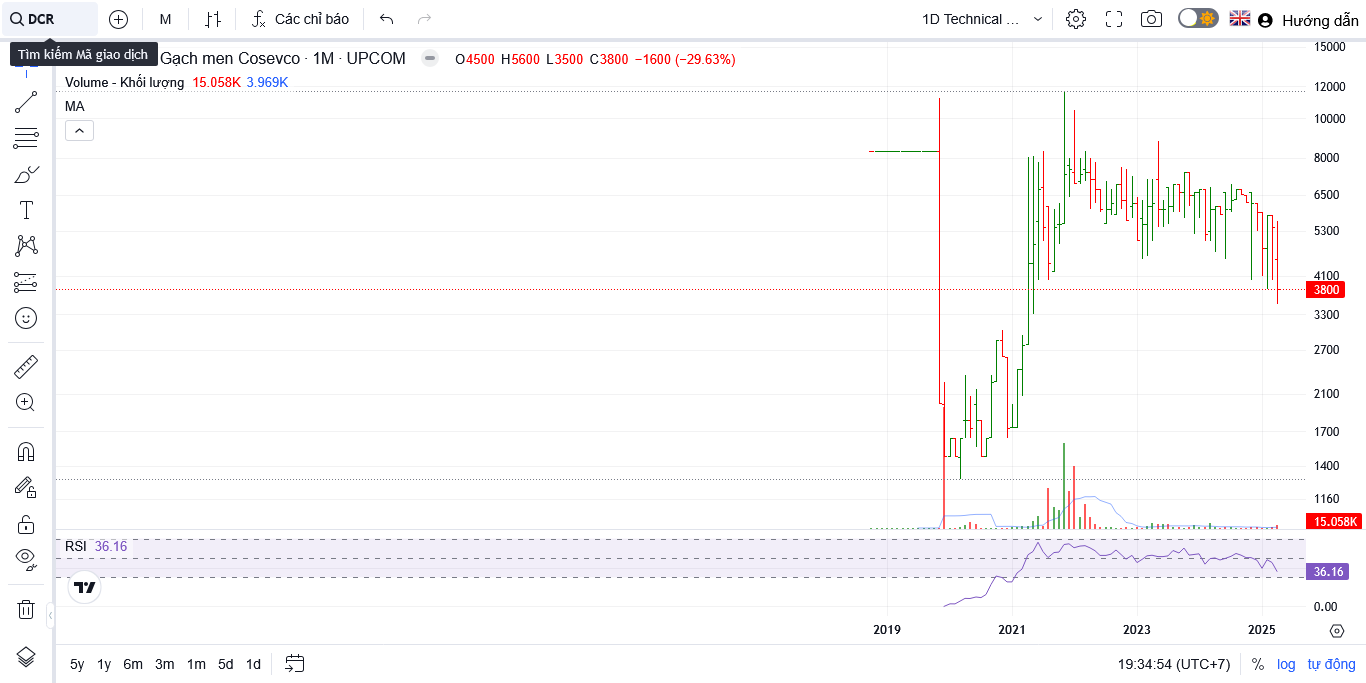 DCR M Các chỉ báo 1D Technical ... Hướng dẫn
Tìm kiếm Mã giao dịch
Gạch men Cosevco · 1M · UPCOM O4500 H5600 L3500 C3800 −1600 (−29.63%)
Volume - Khối lượng 15.058K 3.969K
MA
15000
12000
10000
8000
6500
5300
4100
3800
3300
2700
2100
1700
1400
1160
15.058K
RSI 36.16
36.16
0.00
2019 2021 2023 2025
5y 1y 6m 3m 1m 5d 1d 19:34:54 (UTC+7) % log tự động